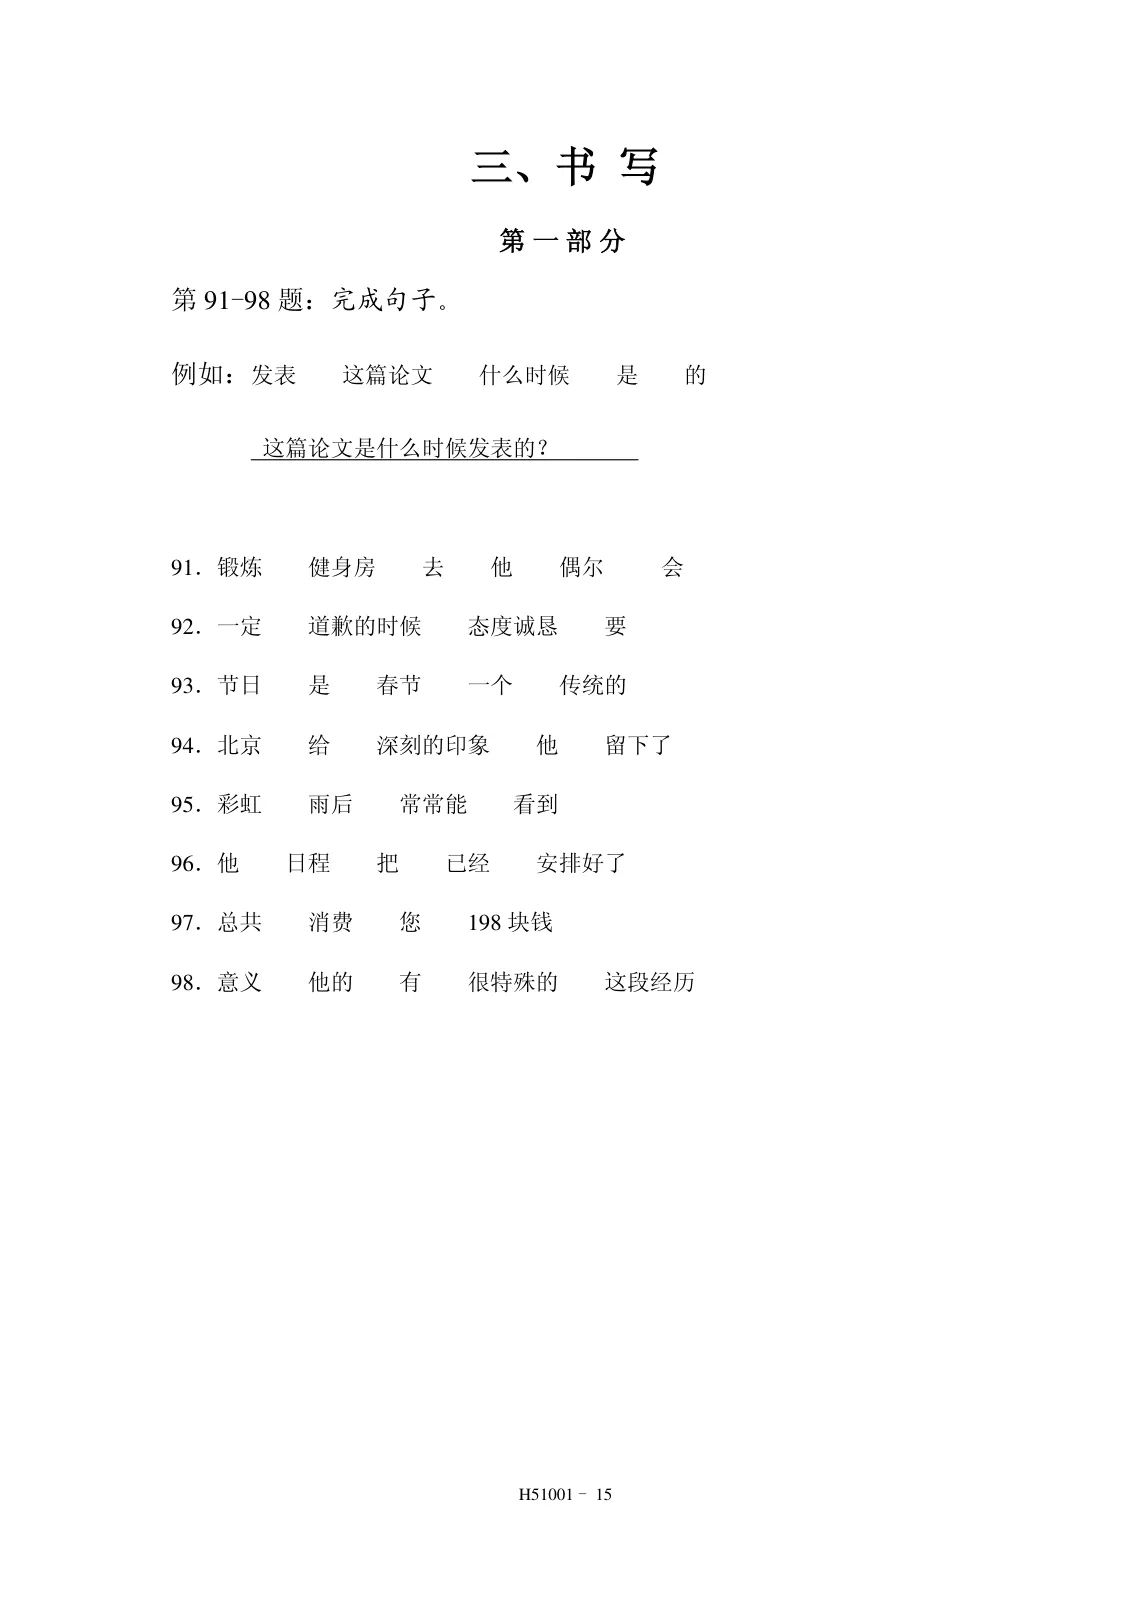 三、书 写
第一部分
第 91-98 题：完成句子。
例如：发表 这篇论文 什么时候 是 的
这篇论文是什么时候发表的？
91．锻炼 健身房 去 他 偶尔 会
92．一定 道歉的时候 态度诚恳 要
93．节日 是 春节 一个 传统的
94．北京 给 深刻的印象 他 留下了
95．彩虹 雨后 常常能 看到
96．他 日程 把 已经 安排好了
97．总共 消费 您 198 块钱
98．意义 他的 有 很特殊的 这段经历
H51001 - 15